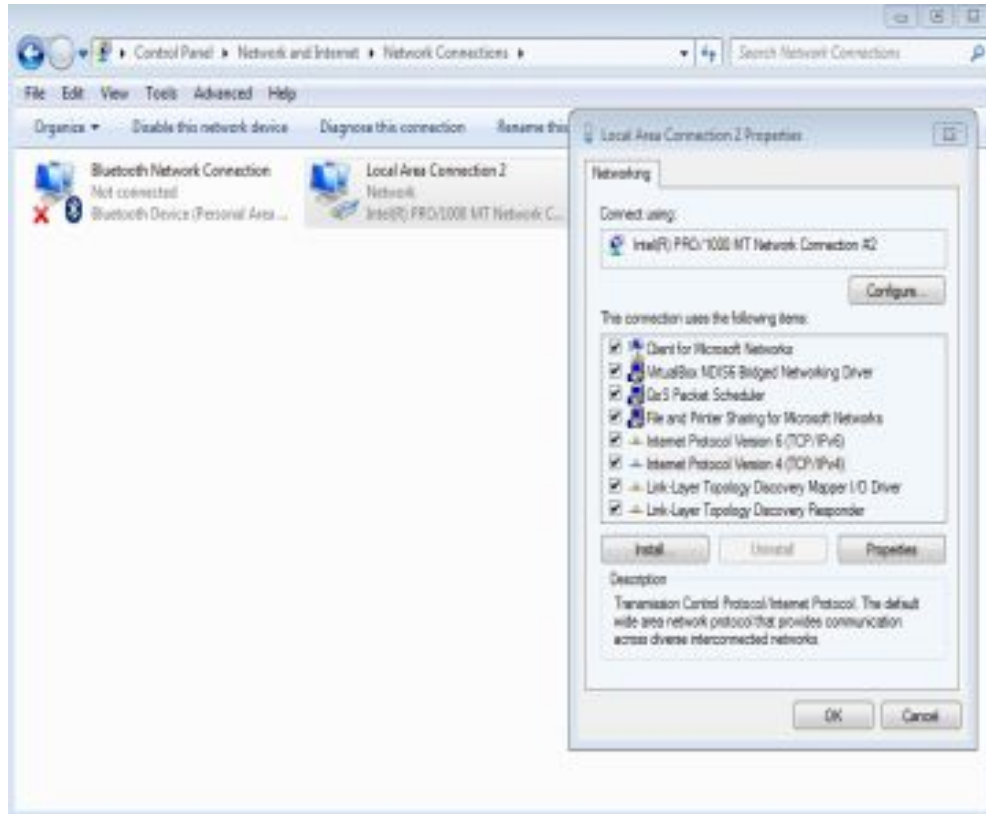 Control Panel ▸ Network and Internet ▸ Network Connections ▸
Search Network Connections
File Edit View Tools Advanced Help
Organize Disable this network device Diagnose this connection Rename this
Bluetooth Network Connection
Not connected
Bluetooth Device (Personal Area ...
Local Area Connection 2
Network
Intel(R) PRO/1000 MT Network C...
Local Area Connection 2 Properties
Networking
Connect using:
Intel(R) PRO/1000 MT Network Connection #2
Configure...
This connection uses the following items:
Client for Microsoft Networks
VirtualBox NDIS6 Bridged Networking Driver
QoS Packet Scheduler
File and Printer Sharing for Microsoft Networks
Internet Protocol Version 6 (TCP/IPv6)
Internet Protocol Version 4 (TCP/IPv4)
Link-Layer Topology Discovery Mapper I/O Driver
Link-Layer Topology Discovery Responder
Install... Uninstall Properties
Description
Transmission Control Protocol/Internet Protocol. The default
wide area network protocol that provides communication
across diverse interconnected networks.
OK Cancel